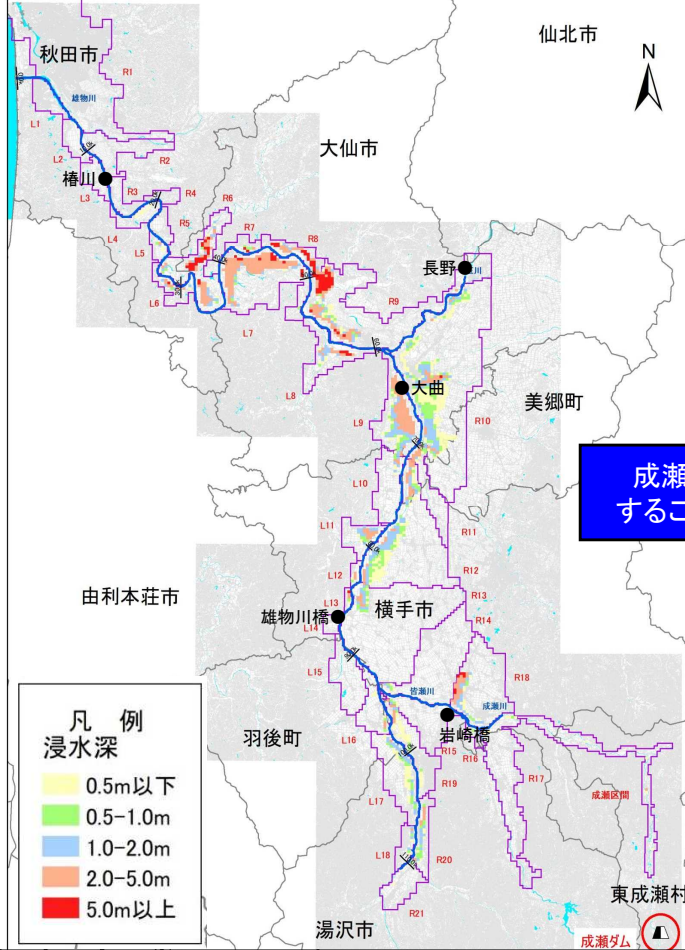 仙北市
N
秋田市
R1
雄物川
L1
大仙市
L2
R2
椿川
L3
R3
R4
R6
L4
R5
R7
R8
L5
長野
L6
R9
L7
大曲
L8
美郷町
L9
R10
成瀬
するこ
L10
L11
R11
L12
R12
由利本荘市
R13
L13
横手市
雄物川橋
L14
R14
L15
R18
皆瀬川
成瀬川
羽後町
L16
岩崎橋
R15
R16
R17
R19
成瀬区間
L17
L18
R20
東成瀬村
R21
湯沢市
成瀬ダム
凡 例
浸水深
0.5m以下
0.5-1.0m
1.0-2.0m
2.0-5.0m
5.0m以上